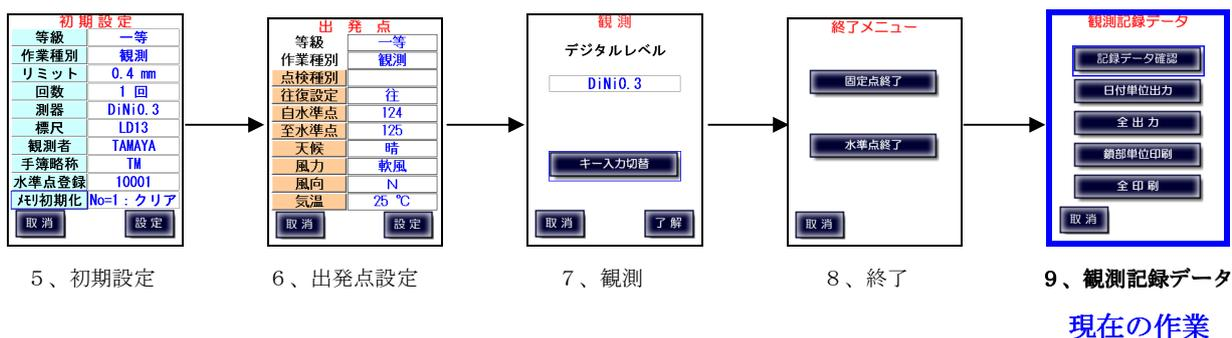 初期設定
等級 一等
作業種別 観測
リミット 0.4 mm
回数 1 回
測器 DiNi0.3
標尺 LD13
観測者 TAMAYA
手簿略称 TM
水準点登録 10001
ﾒﾓﾘ初期化 No=1：クリア
取消 設定
5、初期設定
出発点
等級 一等
作業種別 観測
点検種別
往復設定 往
自水準点 124
至水準点 125
天候 晴
風力 軟風
風向 N
気温 25 ℃
取消 設定
6、出発点設定
観測
デジタルレベル
DiNi0.3
キー入力切替
取消 了解
7、観測
終了メニュー
固定点終了
水準点終了
取消
8、終了
観測記録データ
記録データ確認
日付単位出力
全出力
鎖部単位印刷
全印刷
取消
9、観測記録データ
現在の作業